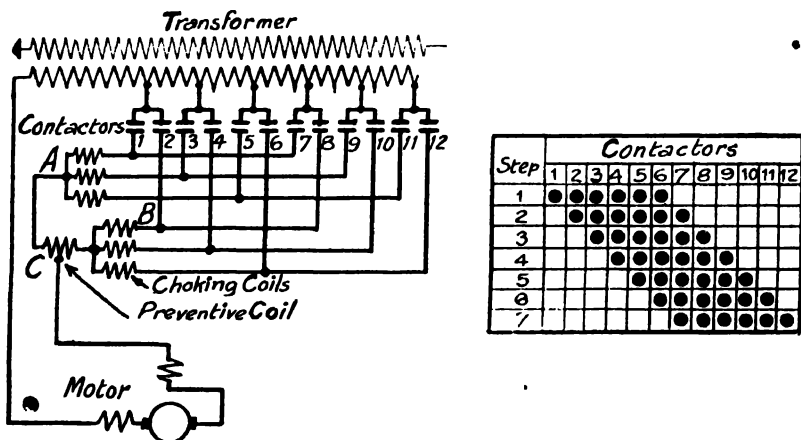 Transformer
Contactors
1 2 3 4 5 6 7 8 9 10 11 12
A
B
C
Choking Coils
Preventive Coil
Motor
Contactors
Step 1 2 3 4 5 6 7 8 9 10 11 12
1
2
3
4
5
6
7